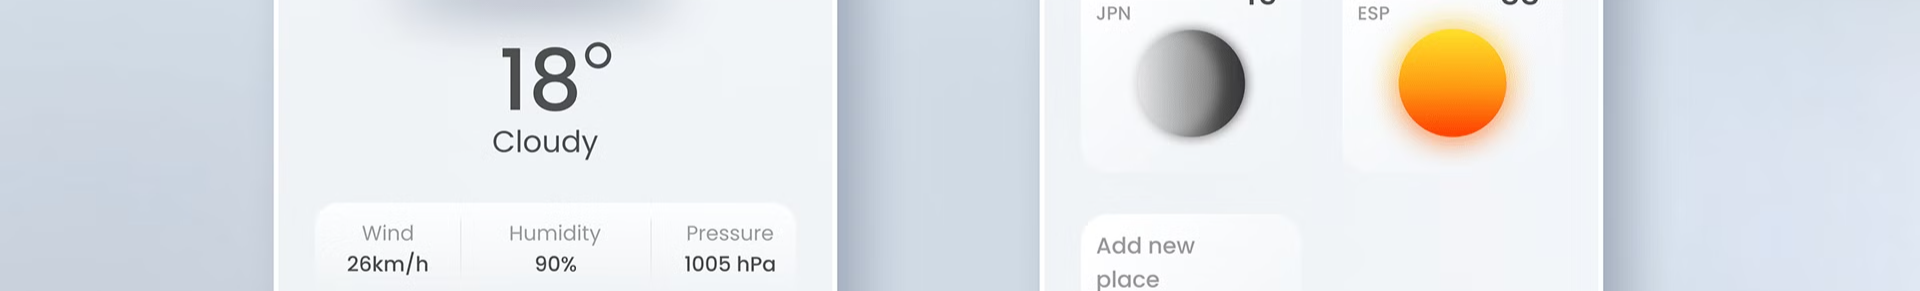 18°
Cloudy
Wind
Humidity
Pressure
26km/h
90%
1005 hPa
JPN
ESP
Add new
place